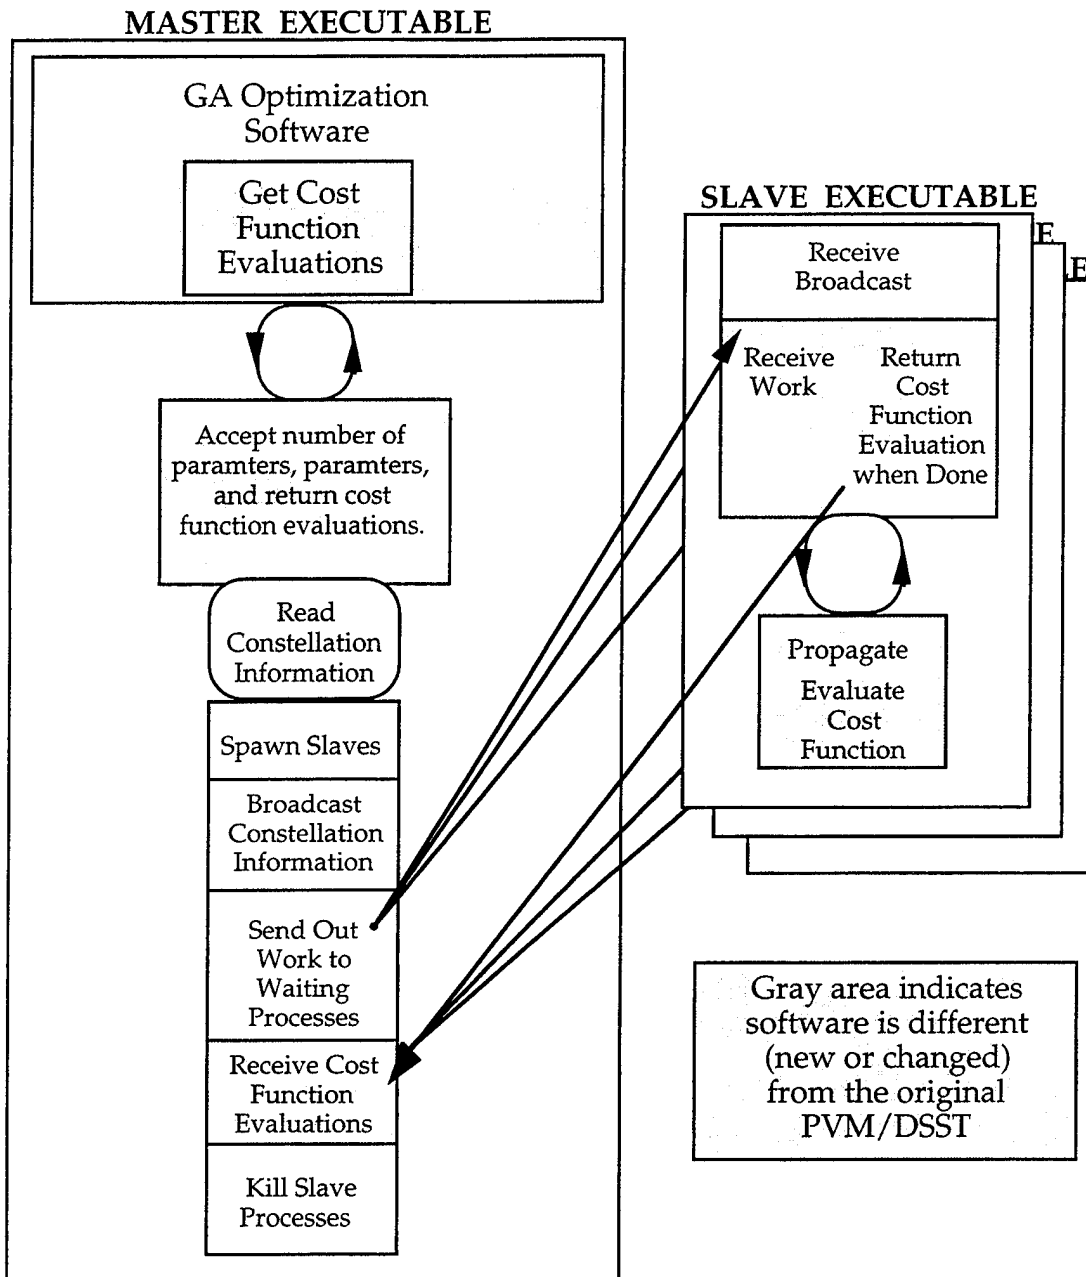 MASTER EXECUTABLE
GA Optimization
Software
Get Cost
Function
Evaluations
Accept number of
paramters, paramters,
and return cost
function evaluations.
Read
Constellation
Information
Spawn Slaves
Broadcast
Constellation
Information
Send Out
Work to
Waiting
Processes
Receive Cost
Function
Evaluations
Kill Slave
Processes
SLAVE EXECUTABLE
E
LE
Receive
Broadcast
Receive
Work
Return
Cost
Function
Evaluation
when Done
Propagate
Evaluate
Cost
Function
Gray area indicates
software is different
(new or changed)
from the original
PVM/DSST